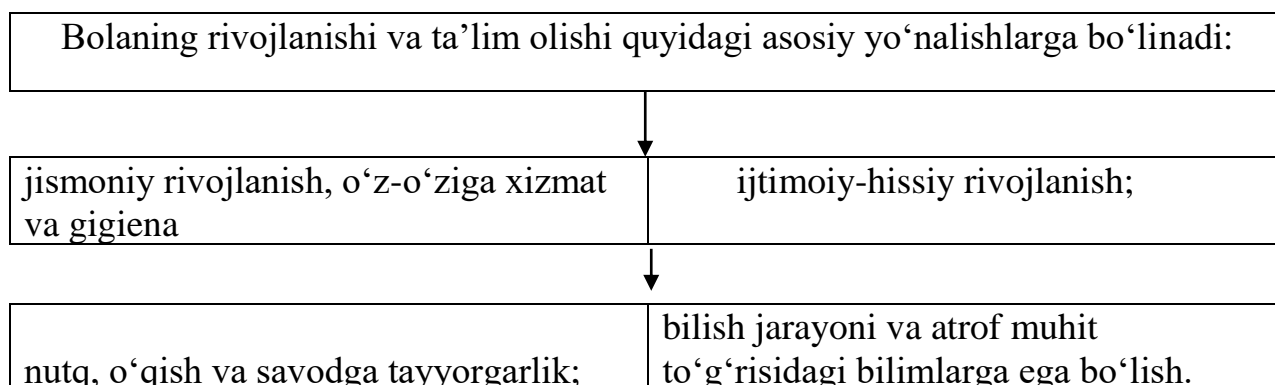 Bolaning rivojlanishi va ta’lim olishi quyidagi asosiy yo‘nalishlarga bo‘linadi:
jismoniy rivojlanish, o‘z-o‘ziga xizmat
va gigiena
ijtimoiy-hissiy rivojlanish;
nutq, o‘qish va savodga tayyorgarlik;
bilish jarayoni va atrof muhit
to‘g‘risidagi bilimlarga ega bo‘lish.